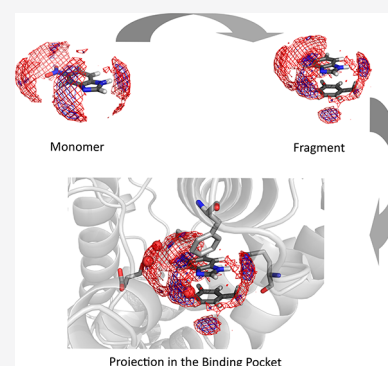 Monomer
Fragment
Projection in the Binding Pocket